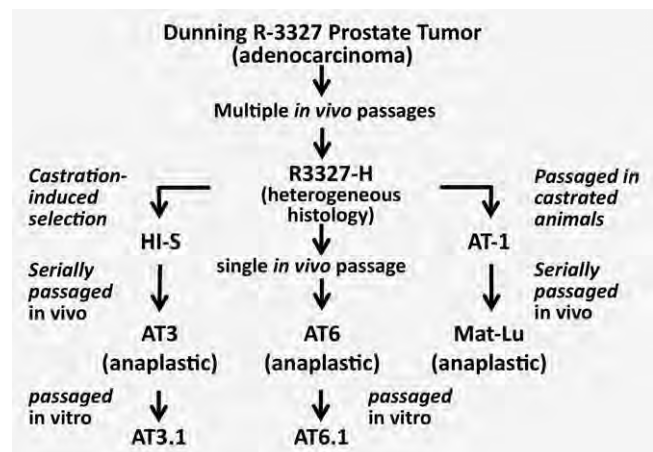 Dunning R-3327 Prostate Tumor
(adenocarcinoma)
Multiple in vivo passages
Castration-
induced
selection
R3327-H
(heterogeneous
histology)
Passaged in
castrated
animals
HI-S
AT-1
single in vivo passage
Serially
passaged
in vivo
Serially
passaged
in vivo
AT3
(anaplastic)
AT6
(anaplastic)
Mat-Lu
(anaplastic)
passaged
in vitro
passaged
in vitro
AT3.1
AT6.1